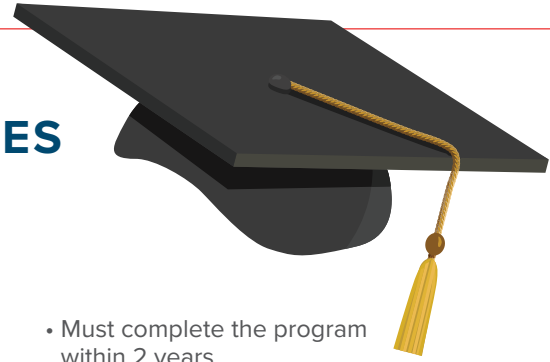 ES
• Must complete the program
within 2 years